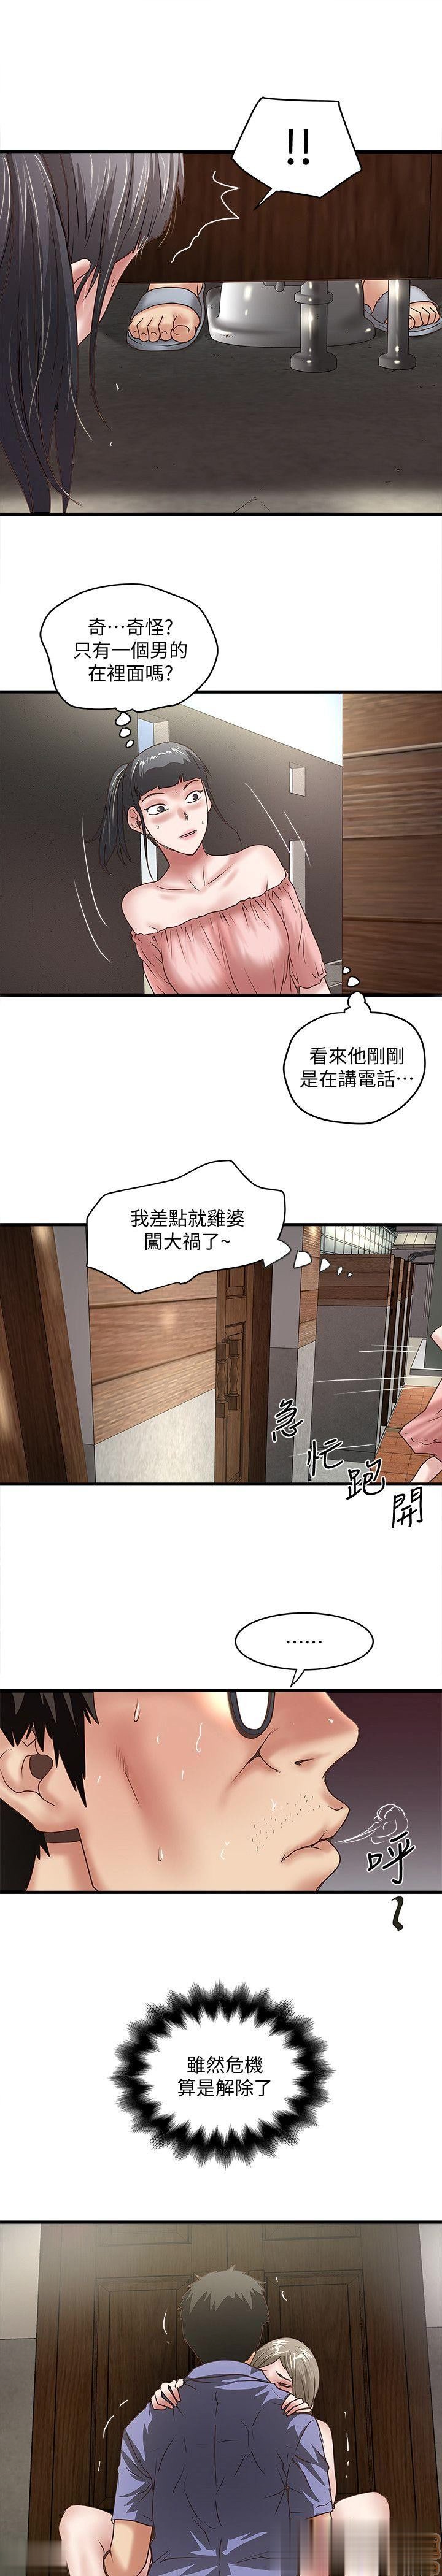 !!
奇⋯奇怪?
只有一個男的
在裡面嗎?
看來他剛剛
是在講電話⋯
我差點就雞婆
闖大禍了~
急忙跑開
⋯⋯
呼~
雖然危機
算是解除了